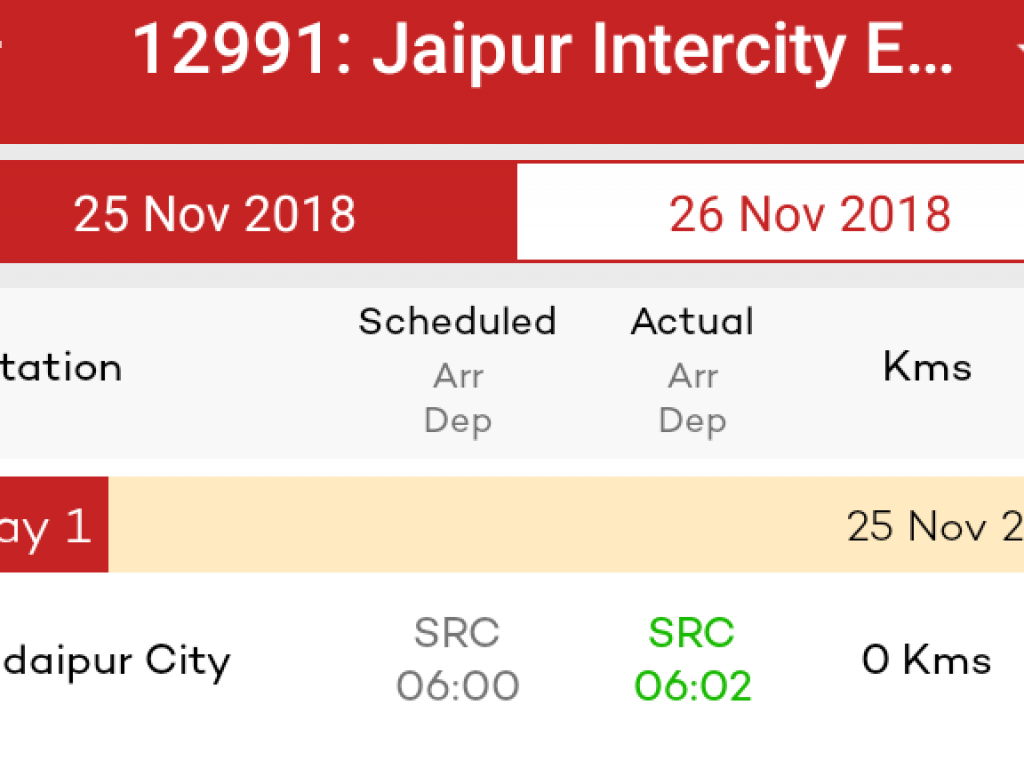 12991: Jaipur Intercity E...
25 Nov 2018 26 Nov 2018
Scheduled Actual
tation Arr Arr Kms
Dep Dep
ay 1 25 Nov 2
SRC SRC
daipur City 0 Kms
06:00 06:02